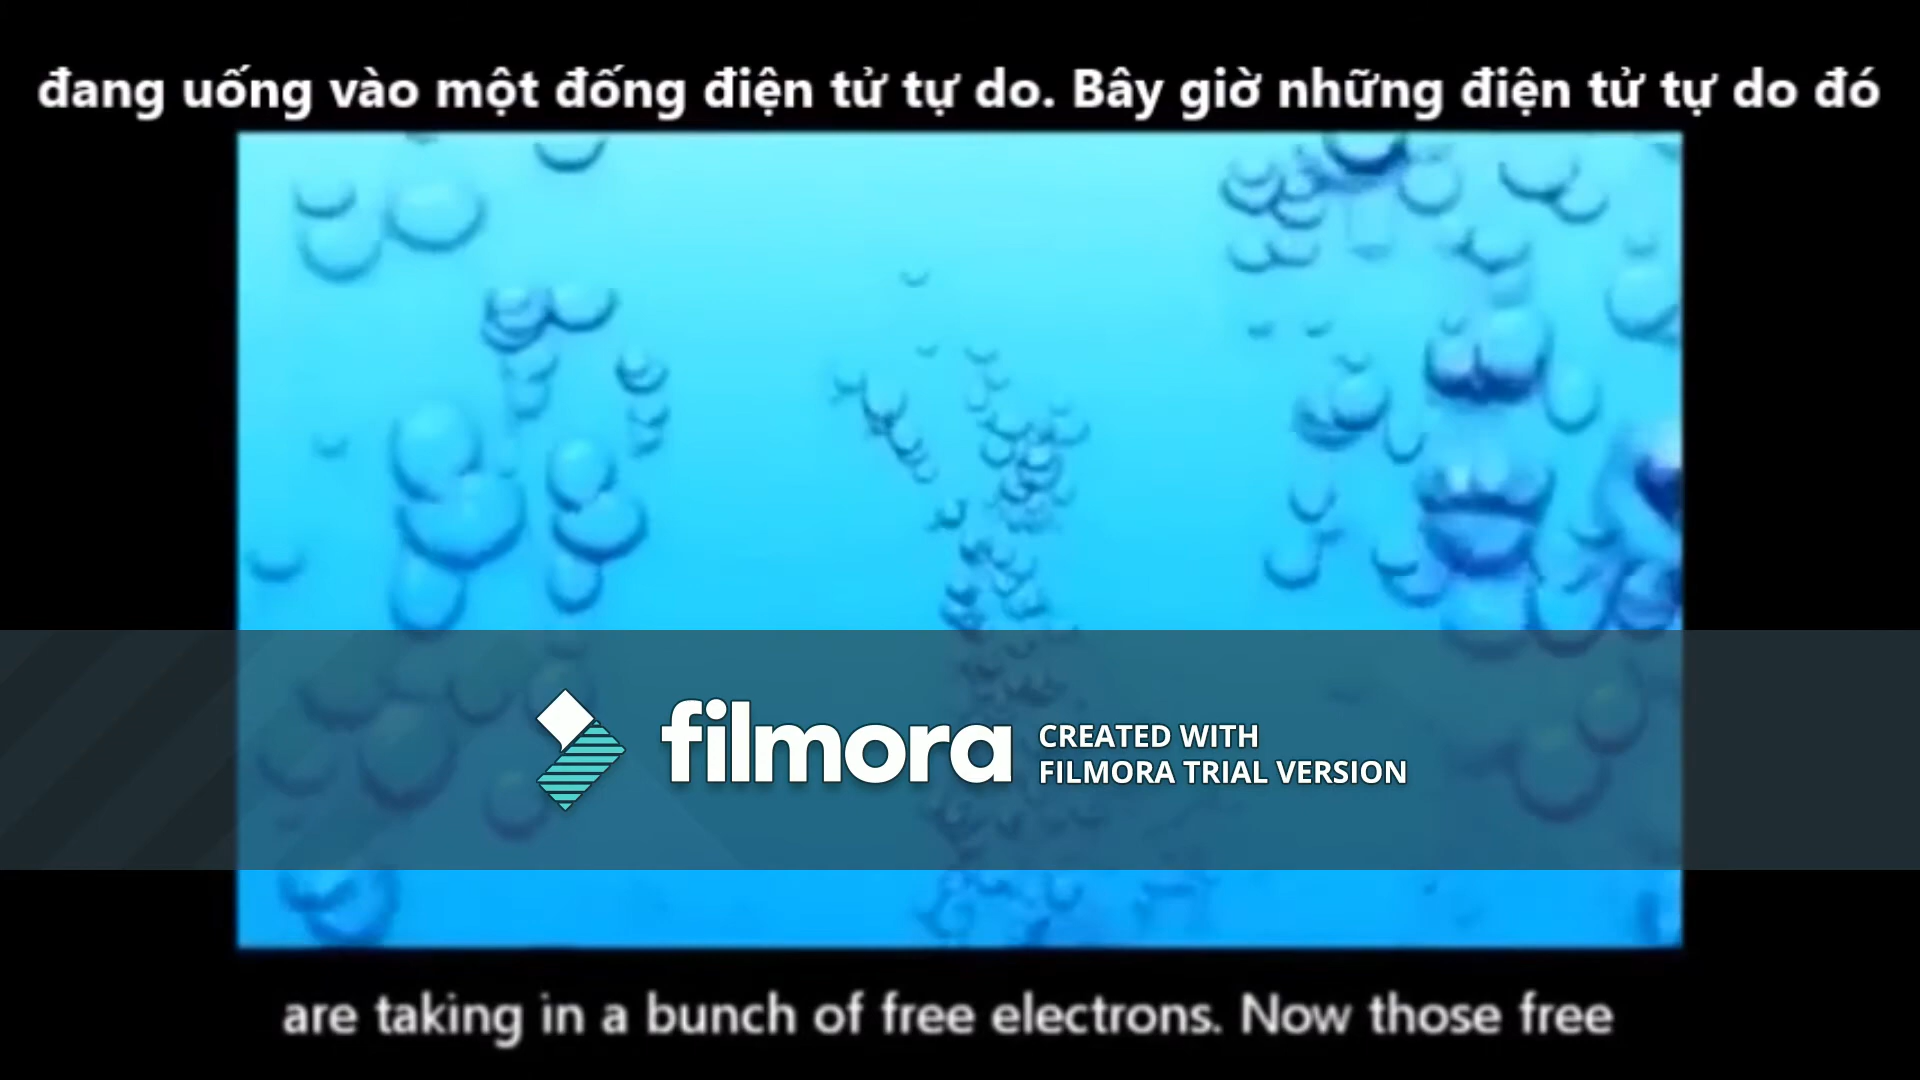 đang uống vào một đống điện tử tự do. Bây giờ những điện tử tự do đó
filmora
CREATED WITH
FILMORA TRIAL VERSION
are taking in a bunch of free electrons. Now those free